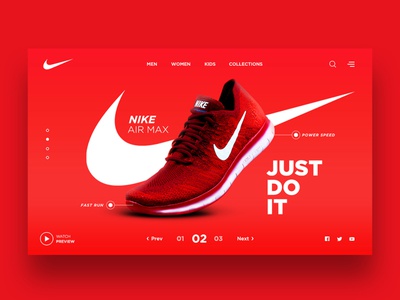 MEN WOMEN KIDS COLLECTIONS
NIKE
AIR MAX
NIKE
POWER SPEED
JUST
DO
IT
FAST RUN
WATCH
PREVIEW
< Prev 01 02 03 Next >